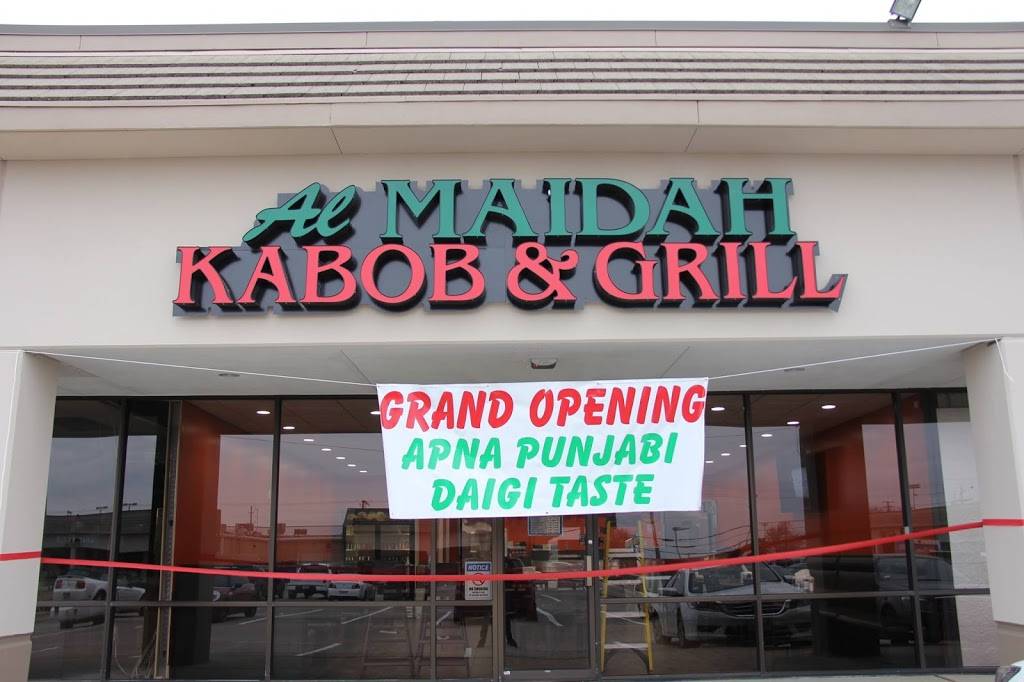 Al MAIDAH
KABOB & GRILL
GRAND OPENING
APNA PUNJABI
DAIGI TASTE
NOTICE